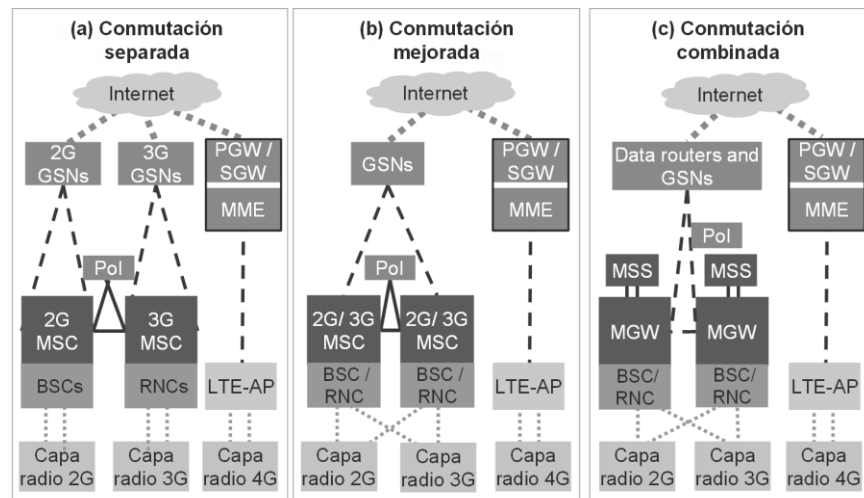 (a) Conmutación
separada
Internet
2G
GSNs
3G
GSNs
PGW /
SGW
MME
PoI
2G
MSC
3G
MSC
BSCs
RNCs
LTE-AP
Capa
radio 2G
Capa
radio 3G
Capa
radio 4G
(b) Conmutación
mejorada
Internet
GSNs
PGW /
SGW
MME
PoI
2G/ 3G
MSC
2G/ 3G
MSC
BSC /
RNC
BSC /
RNC
LTE-AP
Capa
radio 2G
Capa
radio 3G
Capa
radio 4G
(c) Conmutación
combinada
Internet
Data routers and
GSNs
PGW /
SGW
MME
PoI
MSS
MSS
MGW
MGW
BSC/
RNC
BSC/
RNC
LTE-AP
Capa
radio 2G
Capa
radio 3G
Capa
radio 4G